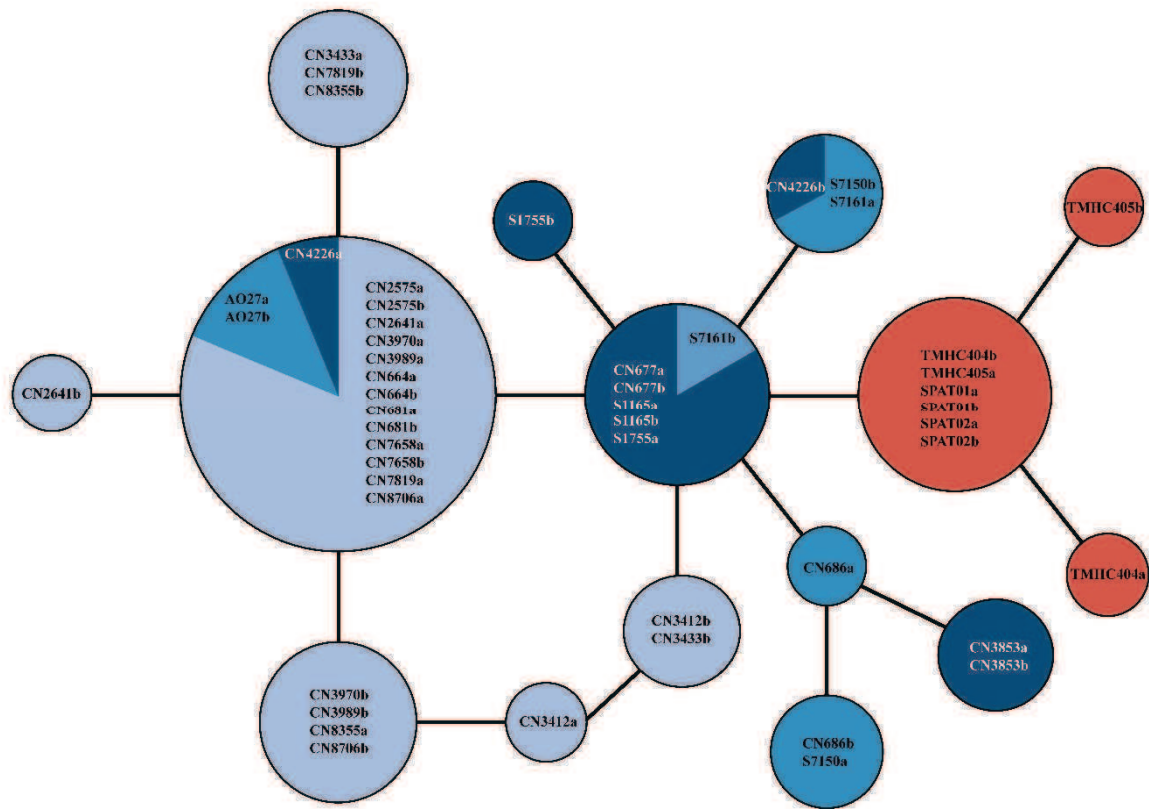 CN3433a
CN7819b
CN8355b
CN4226b
S7150b
S7161a
S1755b
TMHC405b
CN4226a
AO27a
AO27b
CN2575a
CN2575b
CN2641a
CN3970a
CN3989a
CN664a
CN664b
CN681a
CN681b
CN7658a
CN7658b
CN7819a
CN8706a
S7161b
CN677a
CN677b
S1165a
S1165b
S1755a
TMHC404b
TMHC405a
SPAT01a
SPAT01b
SPAT02a
SPAT02b
CN2641b
CN686a
TMHC404a
CN3412b
CN3433b
CN3853a
CN3853b
CN3970b
CN3989b
CN8355a
CN8706b
CN3412a
CN686b
S7150a